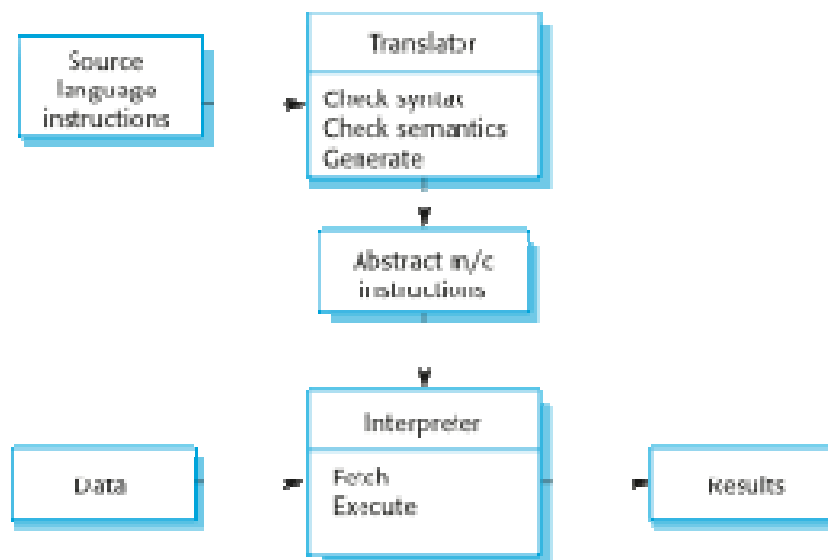 Source
language
instructions
Translator
Check syntax
Check semantics
Generate
Abstract m/c
instructions
Interpreter
Fetch
Execute
Data
Results